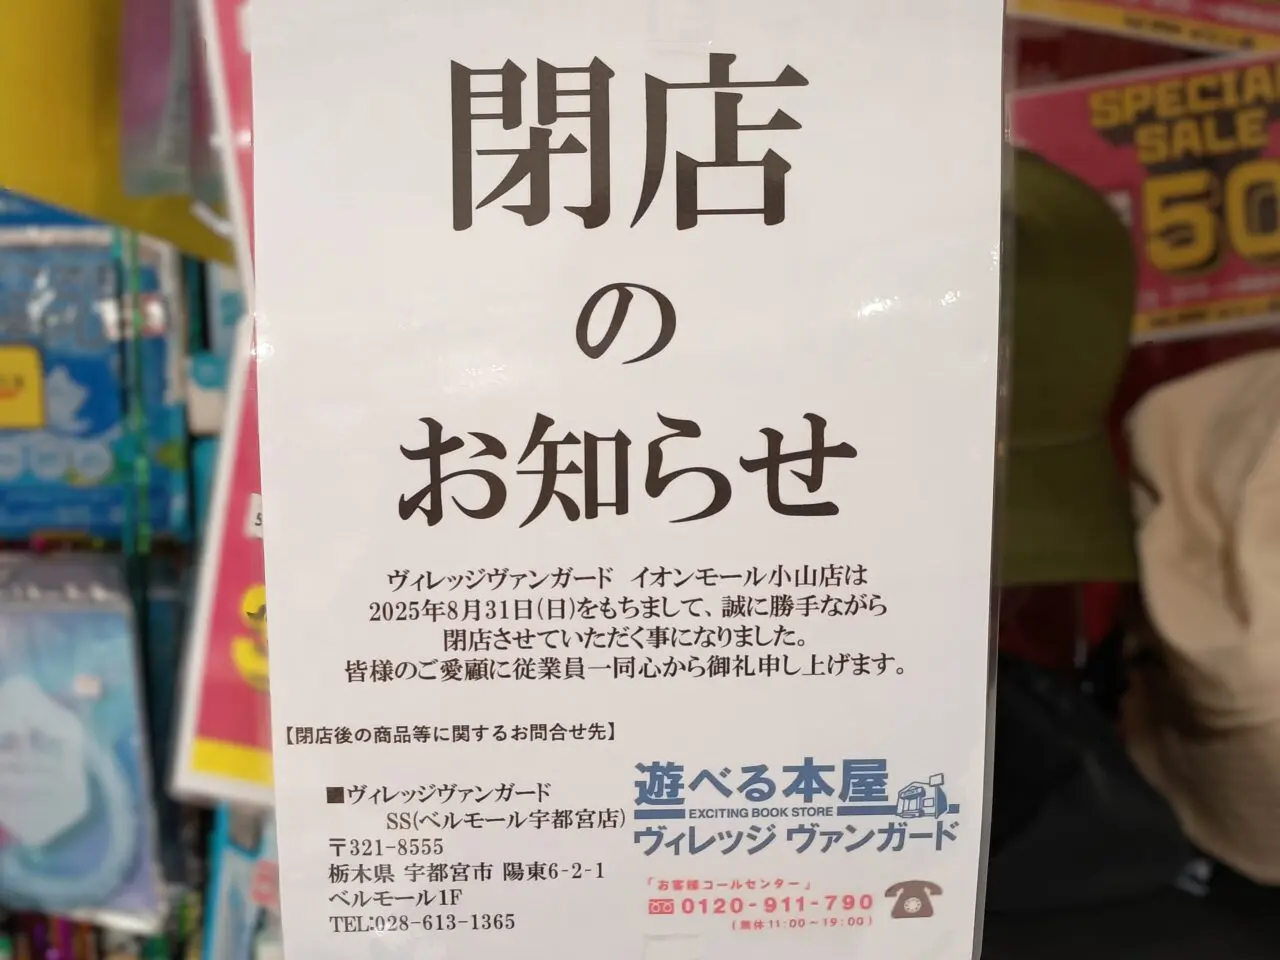 閉店
の
お知らせ
ヴィレッジヴァンガード イオンモール小山店は
2025年8月31日(日)をもちまして、誠に勝手ながら
閉店させていただく事になりました。
皆様のご愛顧に従業員一同心から御礼申し上げます。
【閉店後の商品等に関するお問合せ先】
■ヴィレッジヴァンガード
SS(ベルモール宇都宮店)
〒321-8555
栃木県 宇都宮市 陽東6-2-1
ベルモール1F
TEL:028-613-1365
遊べる本屋
EXCITING BOOK STORE
ヴィレッジ ヴァンガード
「お客様コールセンター」
0120-911-790
(無休11:00~19:00)
SPECIAL
SALE
50